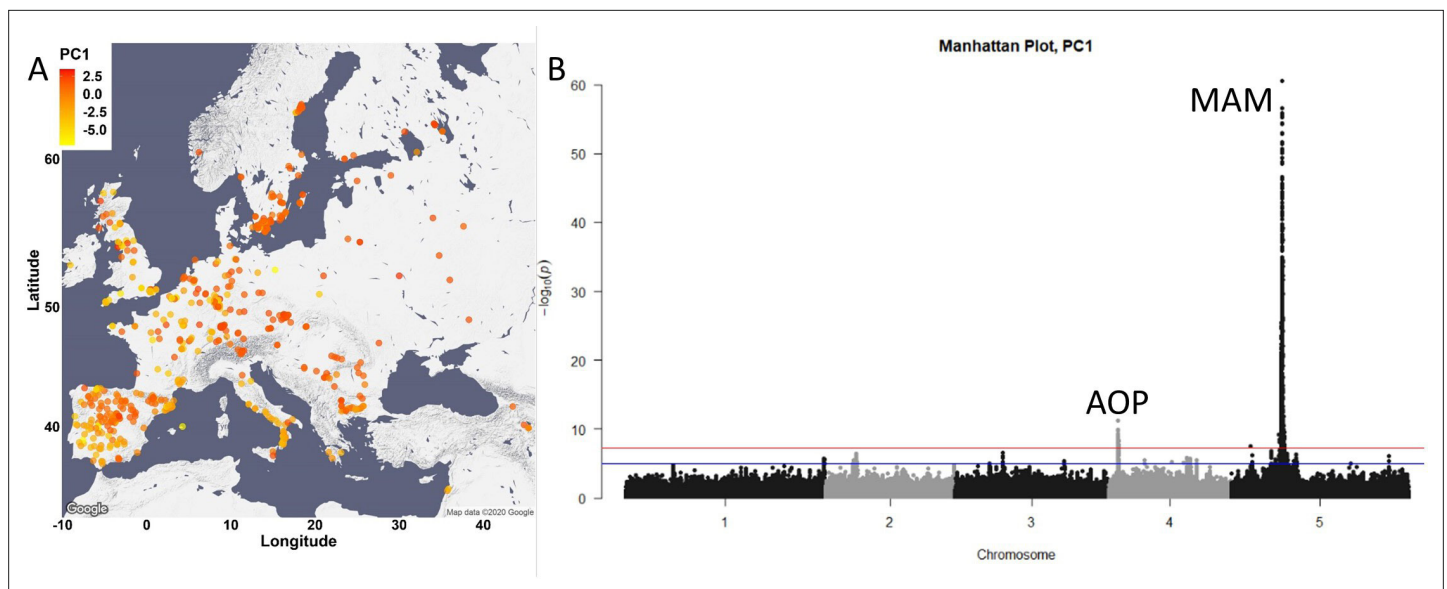 A
PC1
2.5
0.0
-2.5
-5.0
60
50
40
Latitude
-10
0
10
20
30
40
Longitude
Google
Map data ©2020 Google
B
Manhattan Plot, PC1
MAM
AOP
60
50
40
30
20
10
0
−log10(p)
1
2
3
4
5
Chromosome